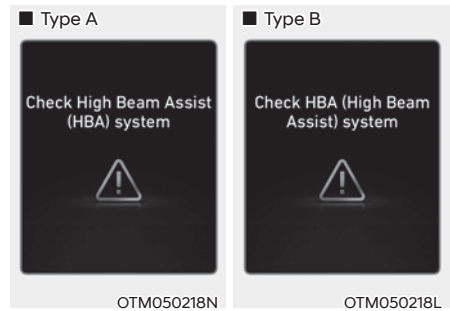 ■ Type A
Check High Beam Assist
(HBA) system
OTM050218N
■ Type B
Check HBA (High Beam
Assist) system
OTM050218L